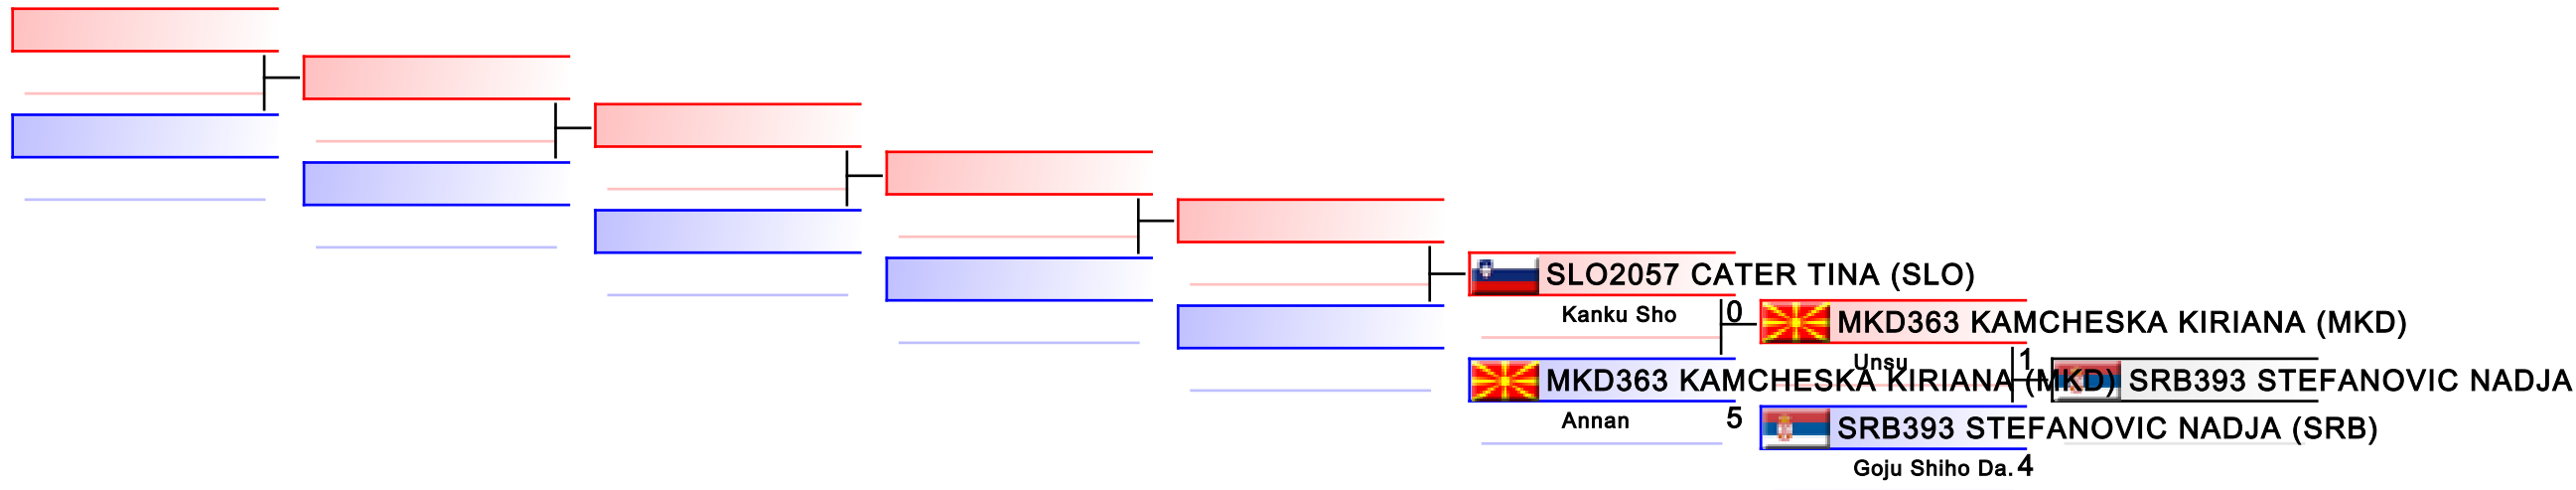 SLO2057 CATER TINA (SLO)
Kanku Sho 0
MKD363 KAMCHESKA KIRIANA (MKD)
Unsu 1
MKD363 KAMCHESKA KIRIANA (MKD)
SRB393 STEFANOVIC NADJA
Annan 5
SRB393 STEFANOVIC NADJA (SRB)
Goju Shiho Da. 4